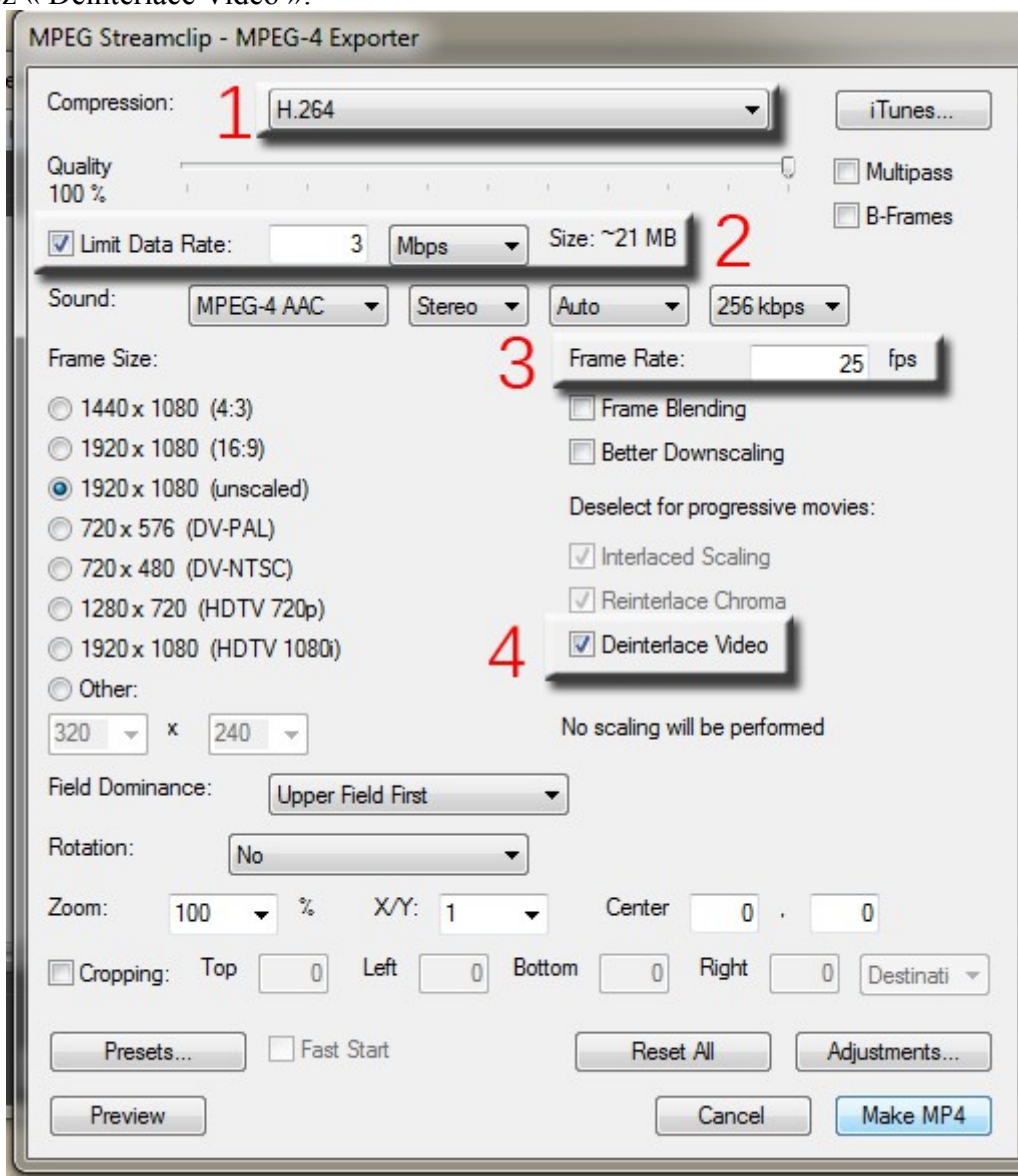 z « Deinterlace Video ».
MPEG Streamclip - MPEG-4 Exporter
Compression: 1 H.264 iTunes...
Quality
100 %
Multipass
B-Frames
Limit Data Rate: 3 Mbps Size: ~21 MB 2
Sound: MPEG-4 AAC Stereo Auto 256 kbps
Frame Size: 3 Frame Rate: 25 fps
1440 x 1080 (4:3) Frame Blending
1920 x 1080 (16:9) Better Downscaling
1920 x 1080 (unscaled)
Deselect for progressive movies:
720 x 576 (DV-PAL)
Interlaced Scaling
720 x 480 (DV-NTSC)
1280 x 720 (HDTV 720p) Reinterlace Chroma
1920 x 1080 (HDTV 1080i) 4 Deinterlace Video
Other:
320 x 240 No scaling will be performed
Field Dominance: Upper Field First
Rotation: No
Zoom: 100 % X/Y: 1 Center 0 , 0
Cropping: Top 0 Left 0 Bottom 0 Right 0 Destinati
Presets... Fast Start Reset All Adjustments...
Preview Cancel Make MP4